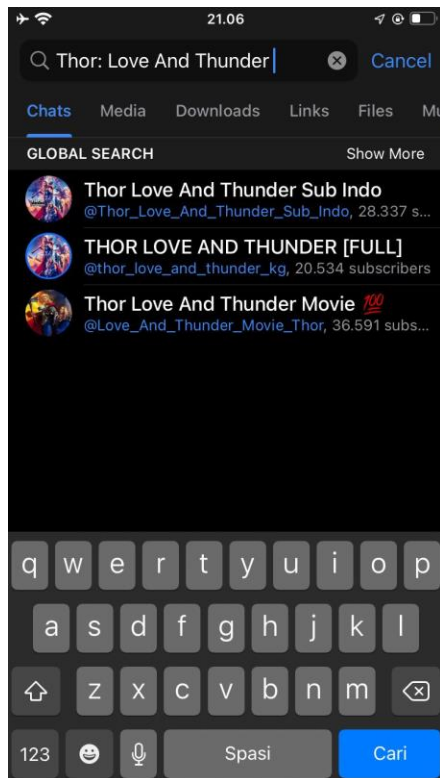 21.06
Thor: Love And Thunder
Cancel
Chats Media Downloads Links Files Mu
GLOBAL SEARCH Show More
Thor Love And Thunder Sub Indo
@Thor_Love_And_Thunder_Sub_Indo, 28.337 s...
THOR LOVE AND THUNDER [FULL]
@thor_love_and_thunder_kg, 20.534 subscribers
Thor Love And Thunder Movie 💯
@Love_And_Thunder_Movie_Thor, 36.591 subs...
q w e r t y u i o p
a s d f g h j k l
z x c v b n m
123 Spasi Cari